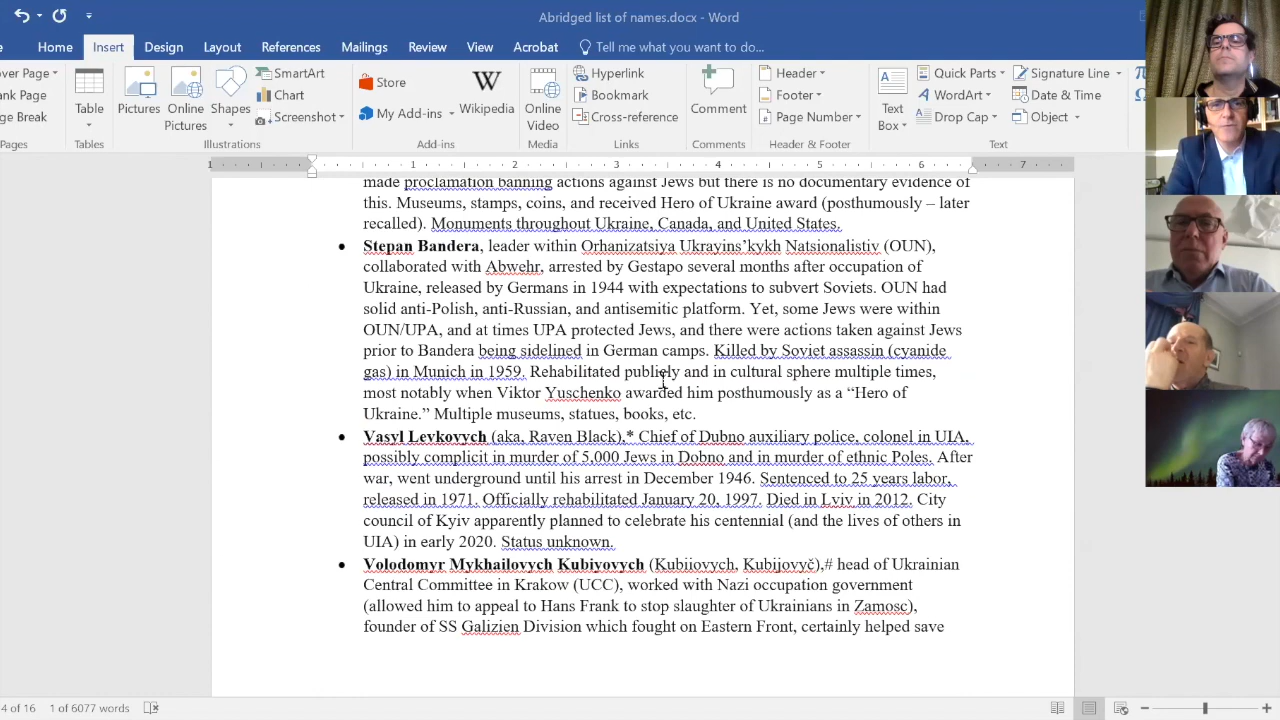 Abridged list of names.docx - Word
Home Insert Design Layout References Mailings Review View Acrobat Tell me what you want to do...
over Page
SmartArt
Store
Hyperlink
Header
Quick Parts
Signature Line
nk Page
Chart
My Add-ins
Bookmark
Footer
WordArt
Date & Time
ge Break
Screenshot
Cross-reference
Page Number
Drop Cap
Object
Table
Pictures
Online
Pictures
Shapes
Wikipedia
Online
Video
Comment
Text
Box
Pages
Tables
Illustrations
Add-ins
Media
Links
Comments
Header & Footer
Text
1 1 2 3 4 5 6 7
made proclamation banning actions against Jews but there is no documentary evidence of
this. Museums, stamps, coins, and received Hero of Ukraine award (posthumously – later
recalled). Monuments throughout Ukraine, Canada, and United States.
• Stepan Bandera, leader within Orhanizatsiya Ukrayins’kykh Natsionalistiv (OUN),
collaborated with Abwehr, arrested by Gestapo several months after occupation of
Ukraine, released by Germans in 1944 with expectations to subvert Soviets. OUN had
solid anti-Polish, anti-Russian, and antisemitic platform. Yet, some Jews were within
OUN/UPA, and at times UPA protected Jews, and there were actions taken against Jews
prior to Bandera being sidelined in German camps. Killed by Soviet assassin (cyanide
gas) in Munich in 1959. Rehabilitated publicly and in cultural sphere multiple times,
most notably when Viktor Yuschenko awarded him posthumously as a “Hero of
Ukraine.” Multiple museums, statues, books, etc.
• Vasyl Levkovych (aka, Raven Black),* Chief of Dubno auxiliary police, colonel in UIA,
possibly complicit in murder of 5,000 Jews in Dobno and in murder of ethnic Poles. After
war, went underground until his arrest in December 1946. Sentenced to 25 years labor,
released in 1971. Officially rehabilitated January 20, 1997. Died in Lviv in 2012. City
council of Kyiv apparently planned to celebrate his centennial (and the lives of others in
UIA) in early 2020. Status unknown.
• Volodomyr Mykhailovych Kubiyovych (Kubiiovych, Kubijovyč),# head of Ukrainian
Central Committee in Krakow (UCC), worked with Nazi occupation government
(allowed him to appeal to Hans Frank to stop slaughter of Ukrainians in Zamosc),
founder of SS Galizien Division which fought on Eastern Front, certainly helped save
4 of 16 1 of 6077 words